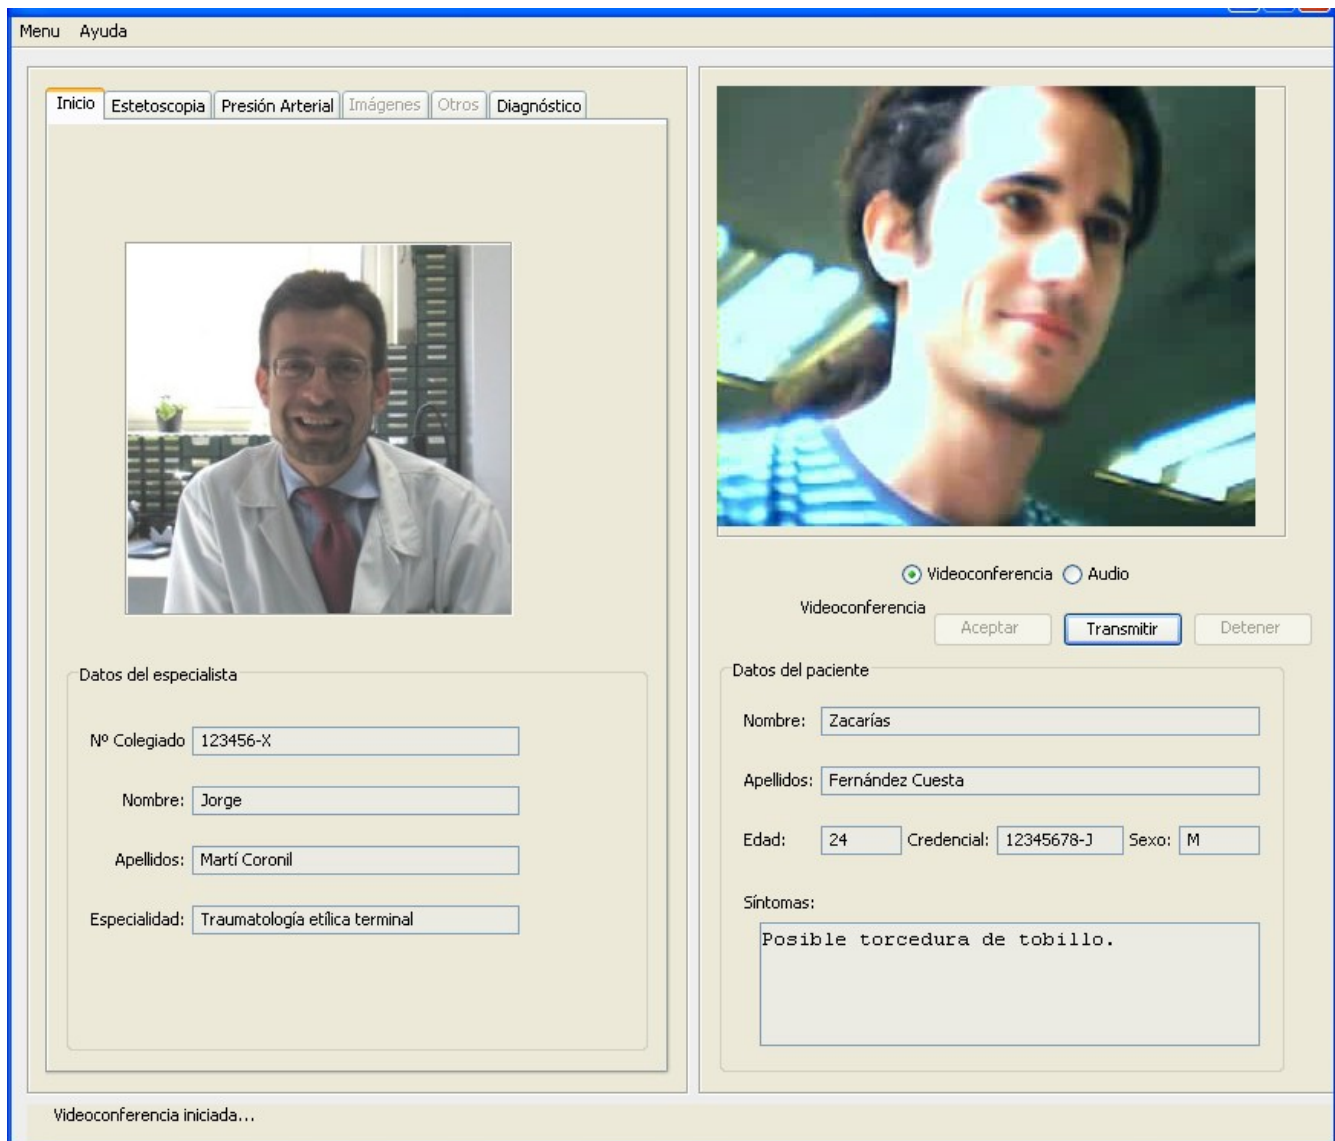 Menu Ayuda
Inicio Estetoscopia Presión Arterial Imágenes Otros Diagnóstico
Datos del especialista
Nº Colegiado 123456-X
Nombre: Jorge
Apellidos: Martí Coronil
Especialidad: Traumatología etílica terminal
Videoconferencia Audio
Videoconferencia Aceptar Transmitir Detener
Datos del paciente
Nombre: Zacarías
Apellidos: Fernández Cuesta
Edad: 24 Credencial: 12345678-J Sexo: M
Síntomas:
Posible torcedura de tobillo.
Videoconferencia iniciada...